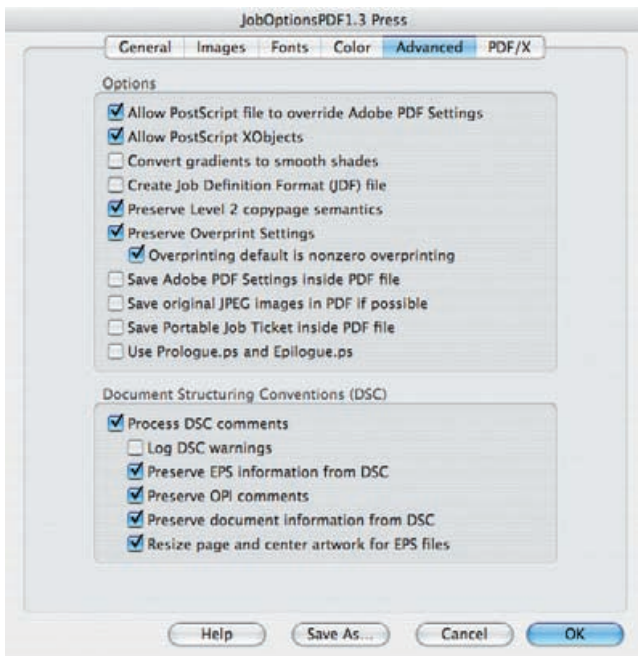 JobOptionsPDF1.3 Press
General Images Fonts Color Advanced PDF/X
Options
Allow PostScript file to override Adobe PDF Settings
Allow PostScript XObjects
Convert gradients to smooth shades
Create Job Definition Format (JDF) file
Preserve Level 2 copypage semantics
Preserve Overprint Settings
Overprinting default is nonzero overprinting
Save Adobe PDF Settings inside PDF file
Save original JPEG images in PDF if possible
Save Portable Job Ticket inside PDF file
Use Prologue.ps and Epilogue.ps
Document Structuring Conventions (DSC)
Process DSC comments
Log DSC warnings
Preserve EPS information from DSC
Preserve OPI comments
Preserve document information from DSC
Resize page and center artwork for EPS files
Help Save As... Cancel OK